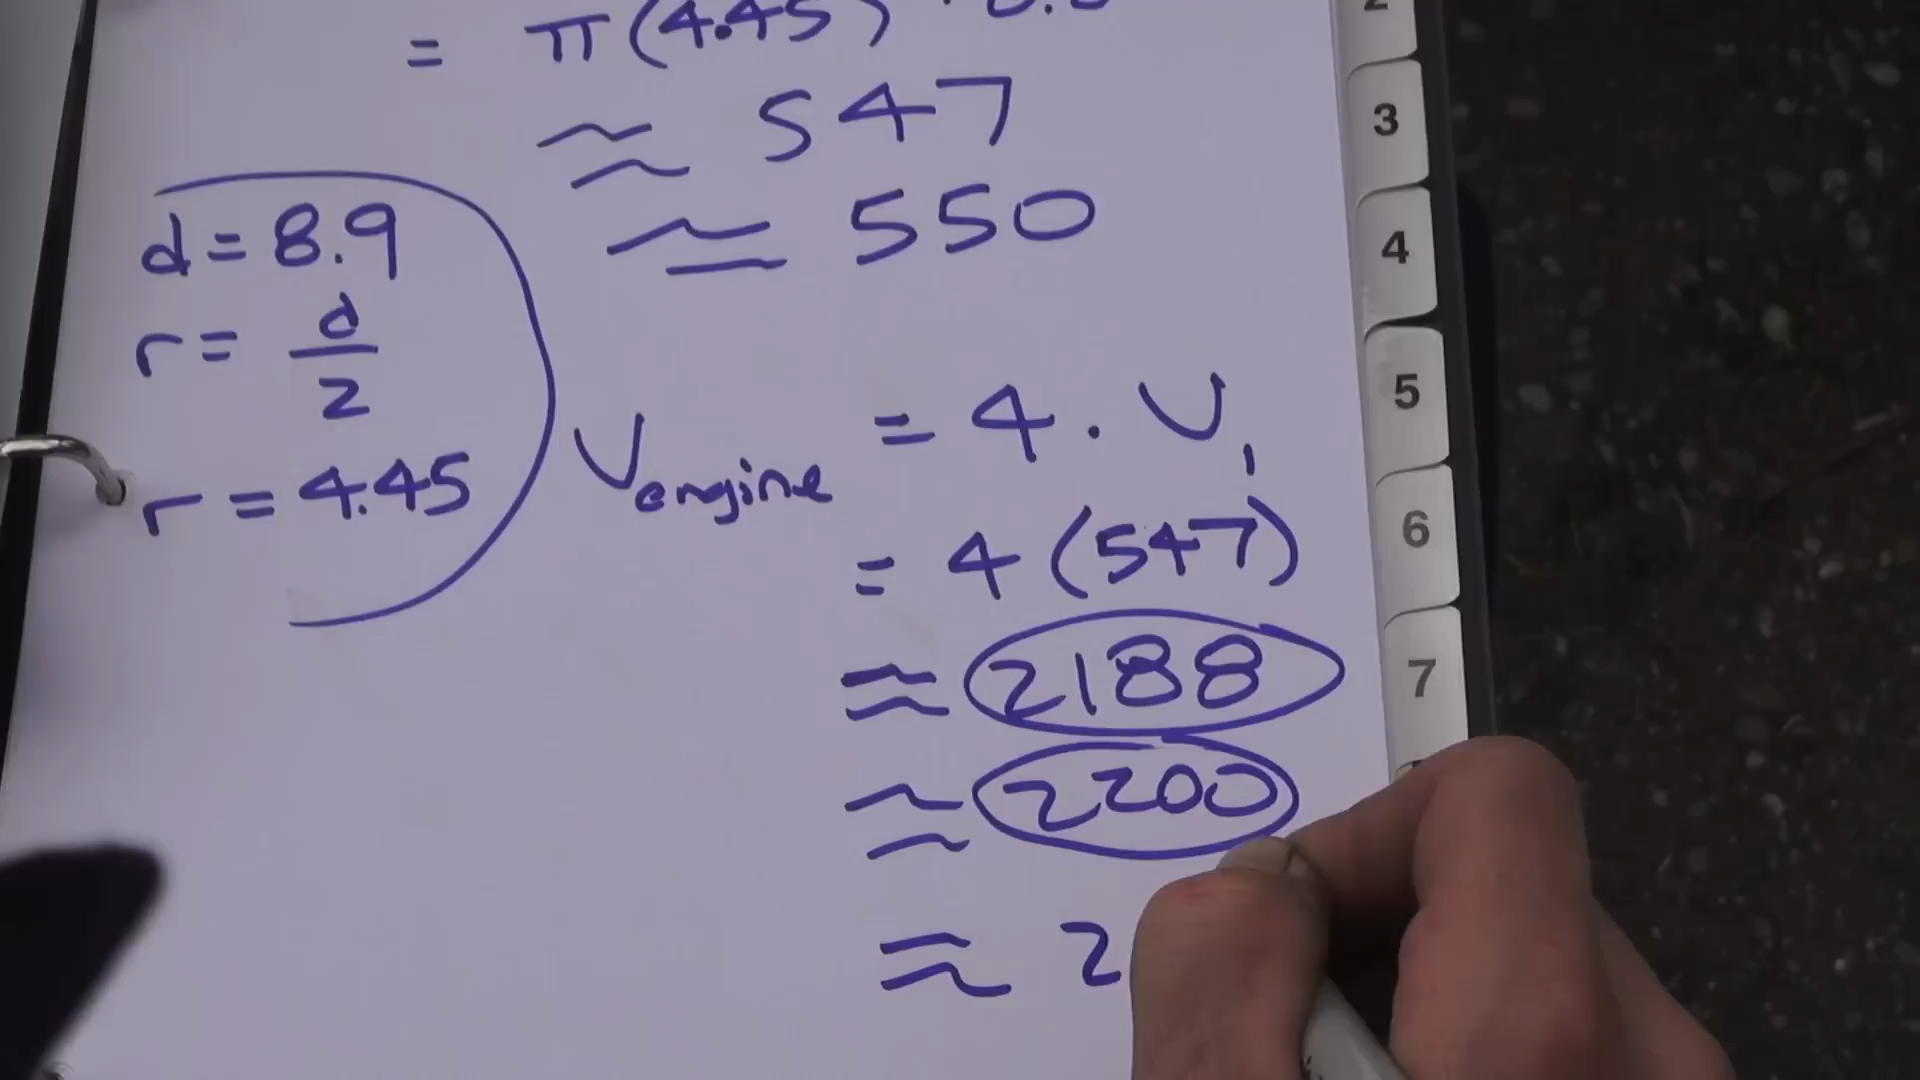 = π(4.45)
≈ 547
≈ 550
d = 8.9
r = d/2
r = 4.45
Vengine = 4 · V1
= 4(547)
≈ 2188
≈ 2200
≈ 2
3
4
5
6
7